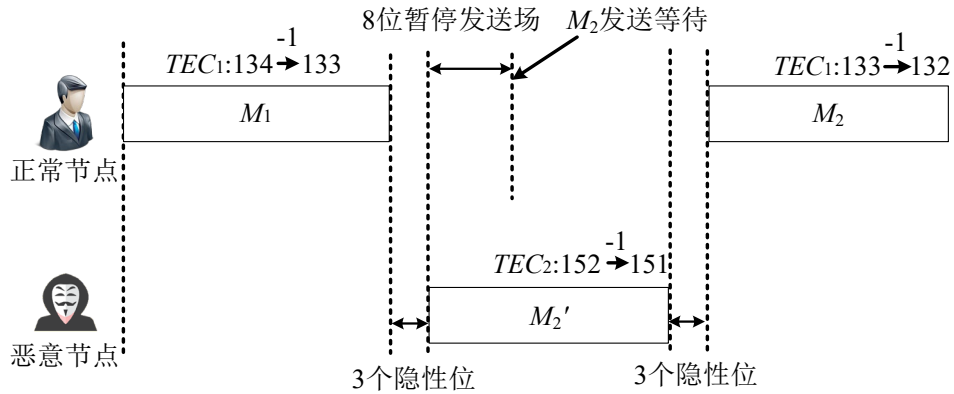 8位暂停发送场
M2发送等待
-1
TEC1:134→133
-1
TEC1:133→132
M1
M2
正常节点
-1
TEC2:152→151
M2′
恶意节点
3个隐性位
3个隐性位